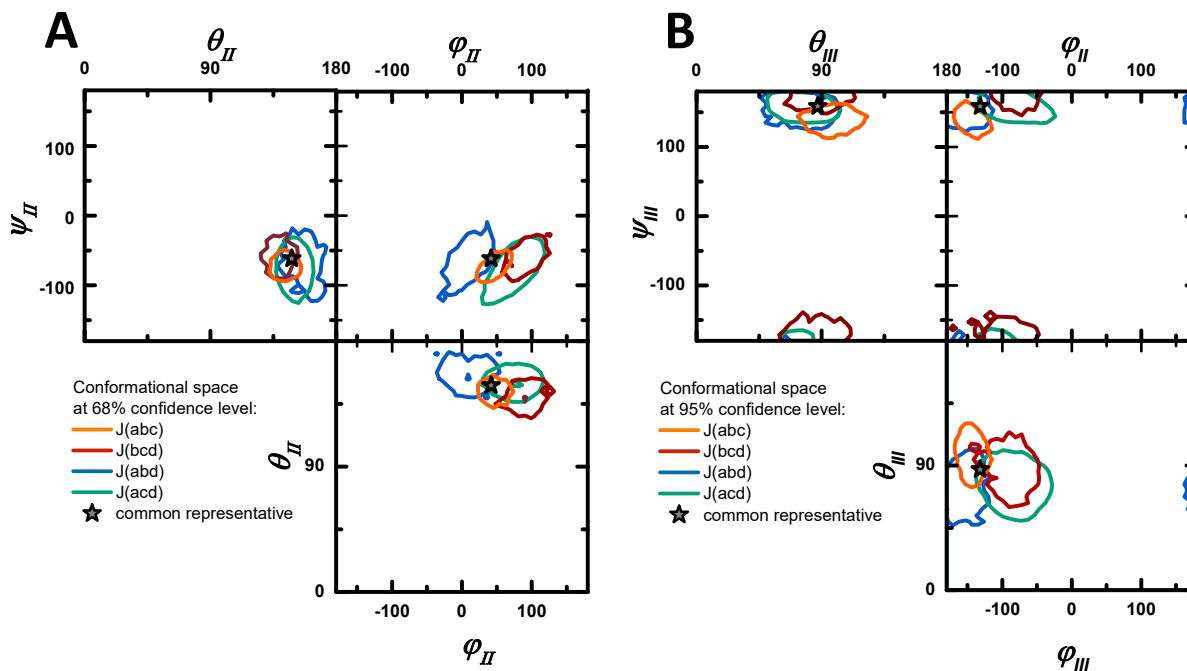 A
θII
φII
0
90
180
-100
0
100
ψII
100
0
-100
Conformational space
at 68% confidence level:
J(abc)
J(bcd)
J(abd)
J(acd)
common representative
θII
90
0
-100
0
100
φII
B
θIII
φII
0
90
180
-100
0
100
ψIII
100
0
-100
Conformational space
at 95% confidence level:
J(abc)
J(bcd)
J(abd)
J(acd)
common representative
θIII
90
0
-100
0
100
φIII